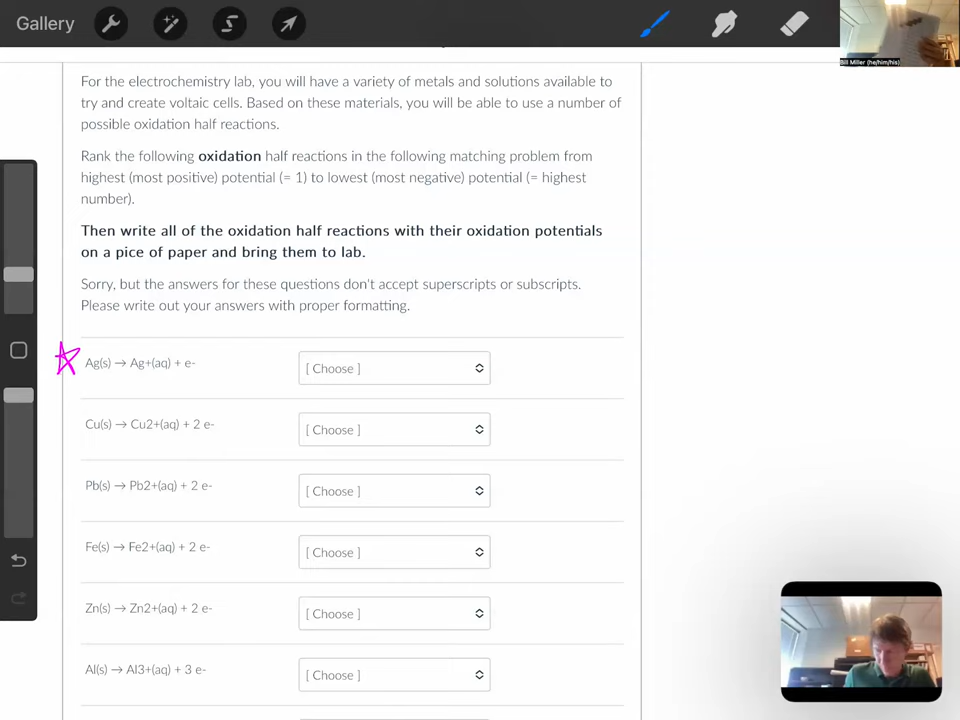 Gallery
Bill Miller (he/him/his)
For the electrochemistry lab, you will have a variety of metals and solutions available to
try and create voltaic cells. Based on these materials, you will be able to use a number of
possible oxidation half reactions.
Rank the following oxidation half reactions in the following matching problem from
highest (most positive) potential (= 1) to lowest (most negative) potential (= highest
number).
Then write all of the oxidation half reactions with their oxidation potentials
on a pice of paper and bring them to lab.
Sorry, but the answers for these questions don't accept superscripts or subscripts.
Please write out your answers with proper formatting.
Ag(s) → Ag+(aq) + e- [ Choose ]
Cu(s) → Cu2+(aq) + 2 e- [ Choose ]
Pb(s) → Pb2+(aq) + 2 e- [ Choose ]
Fe(s) → Fe2+(aq) + 2 e- [ Choose ]
Zn(s) → Zn2+(aq) + 2 e- [ Choose ]
Al(s) → Al3+(aq) + 3 e- [ Choose ]